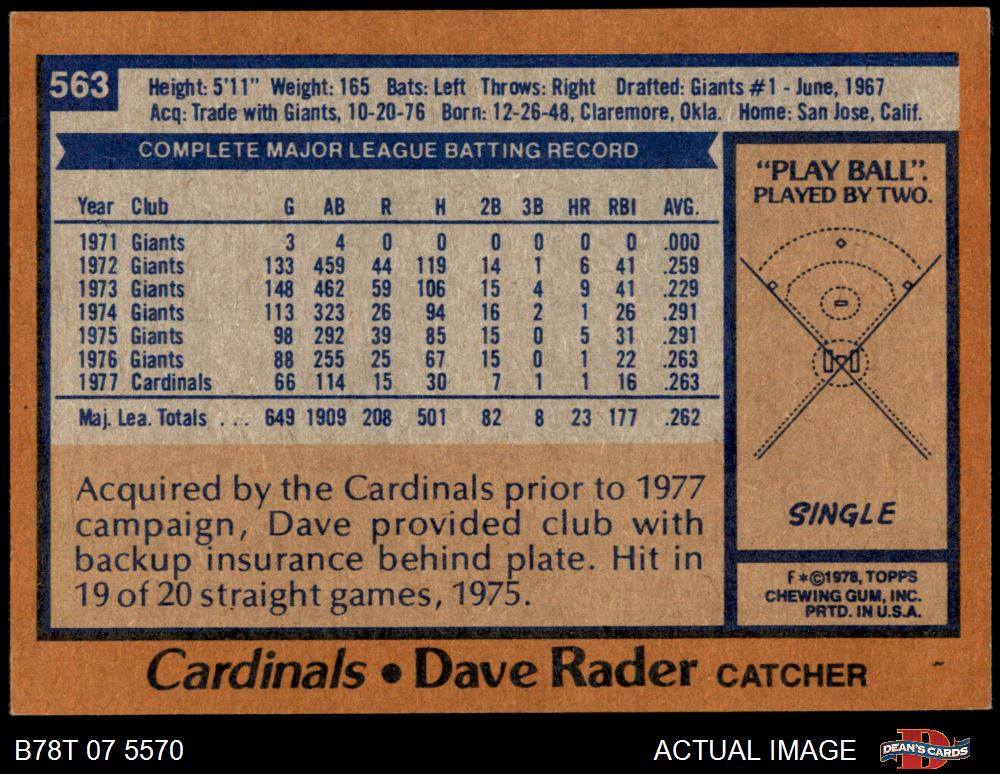 563
Height: 5'11" Weight: 165 Bats: Left Throws: Right Drafted: Giants #1 - June, 1967
Acq: Trade with Giants, 10-20-76 Born: 12-26-48, Claremore, Okla. Home: San Jose, Calif.
COMPLETE MAJOR LEAGUE BATTING RECORD
Year Club G AB R H 2B 3B HR RBI AVG.
1971 Giants 3 4 0 0 0 0 0 0 .000
1972 Giants 133 459 44 119 14 1 6 41 .259
1973 Giants 148 462 59 106 15 4 9 41 .229
1974 Giants 113 323 26 94 16 2 1 26 .291
1975 Giants 98 292 39 85 15 0 5 31 .291
1976 Giants 88 255 25 67 15 0 1 22 .263
1977 Cardinals 66 114 15 30 7 1 1 16 .263
Maj. Lea. Totals . . . 649 1909 208 501 82 8 23 177 .262
Acquired by the Cardinals prior to 1977
campaign, Dave provided club with
backup insurance behind plate. Hit in
19 of 20 straight games, 1975.
"PLAY BALL".
PLAYED BY TWO.
SINGLE
F*©1978, TOPPS
CHEWING GUM, INC.
PRTD. IN U.S.A.
Cardinals • Dave Rader CATCHER
B78T 07 5570
ACTUAL IMAGE
DEAN'S CARDS